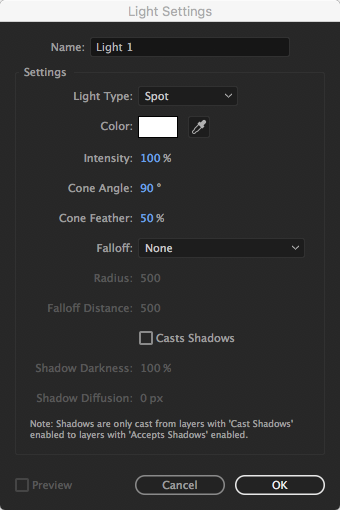 Light Settings
Name: Light 1
Settings
Light Type: Spot
Color:
Intensity: 100 %
Cone Angle: 90 °
Cone Feather: 50 %
Falloff: None
Radius: 500
Falloff Distance: 500
Casts Shadows
Shadow Darkness: 100 %
Shadow Diffusion: 0 px
Note: Shadows are only cast from layers with 'Cast Shadows'
enabled to layers with 'Accepts Shadows' enabled.
Preview Cancel OK